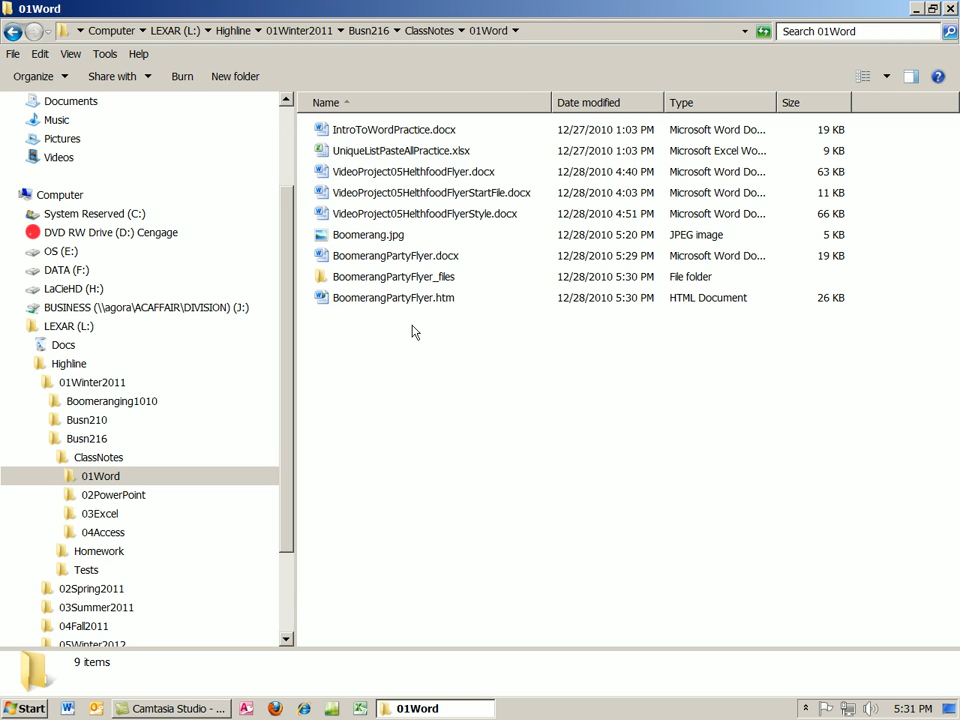 01Word
Computer LEXAR (L:) Highline 01Winter2011 Busn216 ClassNotes 01Word Search 01Word
File Edit View Tools Help
Organize Share with Burn New folder
Name Date modified Type Size
Documents
Music
Pictures
Videos
Computer
System Reserved (C:)
DVD RW Drive (D:) Cengage
OS (E:)
DATA (F:)
LaCieHD (H:)
BUSINESS (\\agora\ACAFFAIR\DIVISION) (J:)
LEXAR (L:)
Docs
Highline
01Winter2011
Boomeranging1010
Busn210
Busn216
ClassNotes
01Word
02PowerPoint
03Excel
04Access
Homework
Tests
02Spring2011
03Summer2011
04Fall2011
05Winter2012
IntroToWordPractice.docx 12/27/2010 1:03 PM Microsoft Word Do... 19 KB
UniqueListPasteAllPractice.xlsx 12/27/2010 1:03 PM Microsoft Excel Wo... 9 KB
VideoProject05HelthfoodFlyer.docx 12/28/2010 4:40 PM Microsoft Word Do... 63 KB
VideoProject05HelthfoodFlyerStartFile.docx 12/28/2010 4:03 PM Microsoft Word Do... 11 KB
VideoProject05HelthfoodFlyerStyle.docx 12/28/2010 4:51 PM Microsoft Word Do... 66 KB
Boomerang.jpg 12/28/2010 5:20 PM JPEG image 5 KB
BoomerangPartyFlyer.docx 12/28/2010 5:29 PM Microsoft Word Do... 19 KB
BoomerangPartyFlyer_files 12/28/2010 5:30 PM File folder
BoomerangPartyFlyer.htm 12/28/2010 5:30 PM HTML Document 26 KB
9 items
Start Camtasia Studio - ... 01Word 5:31 PM